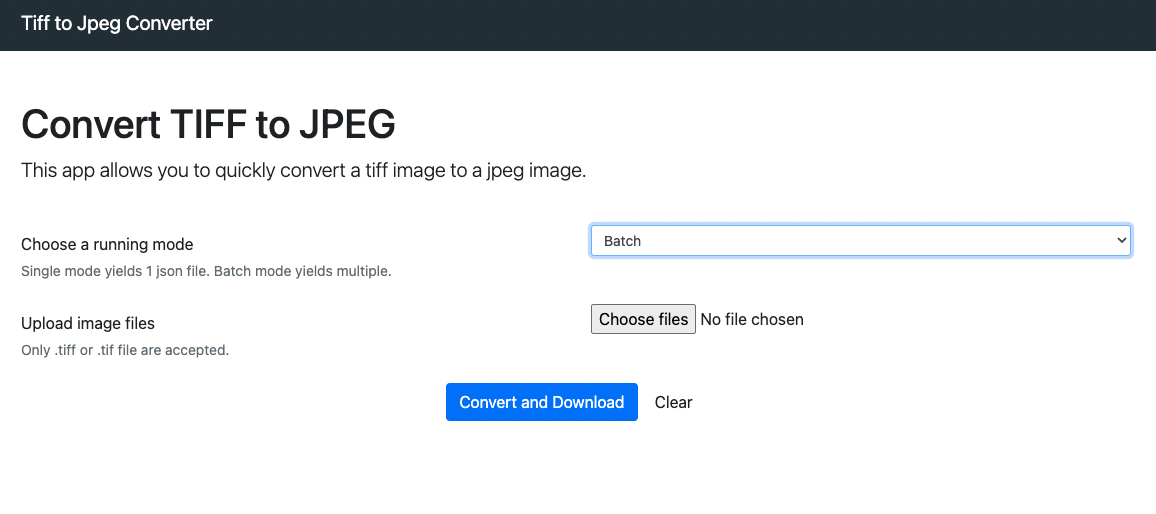 Tiff to Jpeg Converter
Convert TIFF to JPEG
This app allows you to quickly convert a tiff image to a jpeg image.
Choose a running mode
Batch
Single mode yields 1 json file. Batch mode yields multiple.
Upload image files
Choose files No file chosen
Only .tiff or .tif file are accepted.
Convert and Download Clear